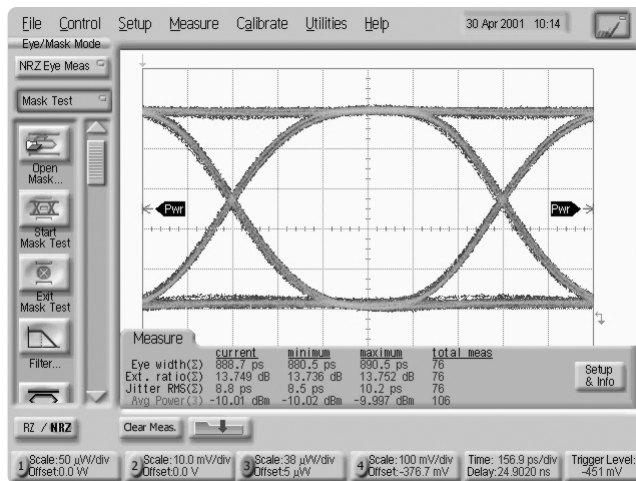 File Control Setup Measure Calibrate Utilities Help 30 Apr 2001 10:14
Eye/Mask Mode
NRZ Eye Meas
Mask Test
Open
Mask...
Start
Mask Test
Exit
Mask Test
Filter...
Pwr
Pwr
Measure
current minimum maximum total meas
Eye width(Σ) 888.7 ps 880.5 ps 890.5 ps 76
Ext. ratio(Σ) 13.749 dB 13.736 dB 13.752 dB 76
Jitter RMS(Σ) 8.8 ps 8.5 ps 10.2 ps 76
Avg Power(3) -10.01 dBm -10.02 dBm -9.997 dBm 106
Setup
& Info
RZ / NRZ
Clear Meas.
1 Scale:50 µW/div
Offset:0.0 W
2 Scale:10.0 mV/div
Offset:0.0 V
3 Scale:38 µW/div
Offset:5 µW
4 Scale:100 mV/div
Offset:-376.7 mV
Time: 156.9 ps/div
Delay:24.9020 ns
Trigger Level:
-451 mV